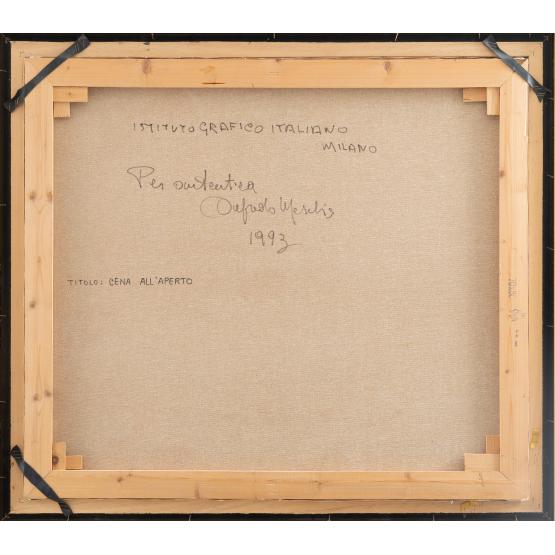 ISTITUTO GRAFICO ITALIANO
MILANO
Per autentica
1993
TITOLO: CENA ALL'APERTO